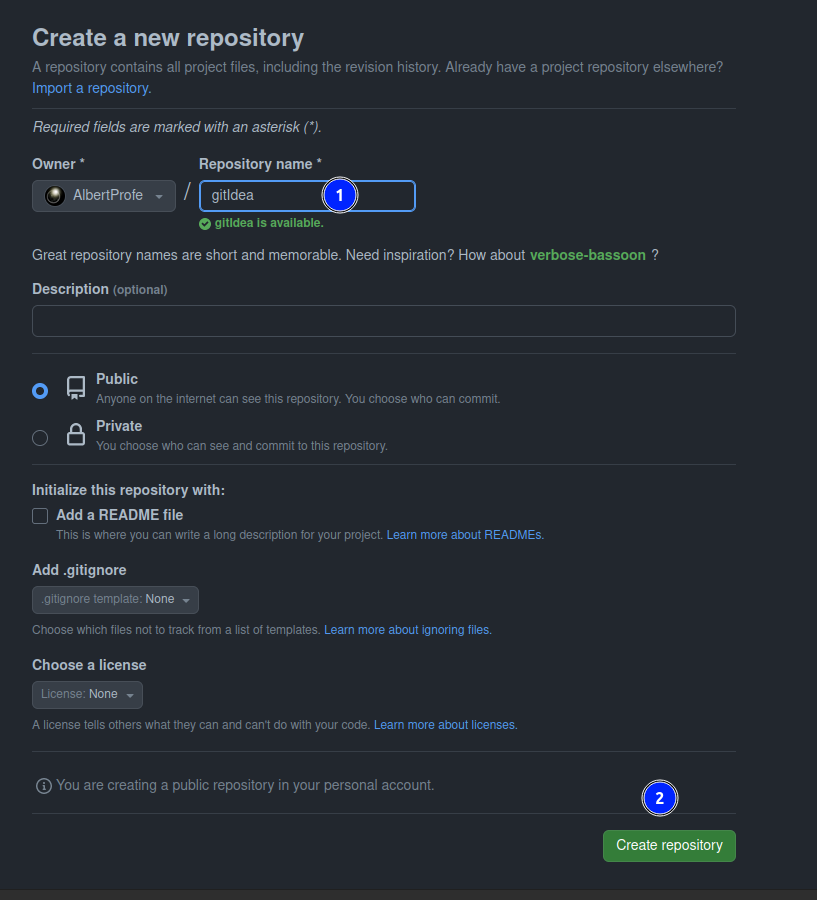 Create a new repository
A repository contains all project files, including the revision history. Already have a project repository elsewhere?
Import a repository.
Required fields are marked with an asterisk (*).
Owner * Repository name *
AlbertProfe / gitIdea 1
gitIdea is available.
Great repository names are short and memorable. Need inspiration? How about verbose-bassoon ?
Description (optional)
Public
Anyone on the internet can see this repository. You choose who can commit.
Private
You choose who can see and commit to this repository.
Initialize this repository with:
Add a README file
This is where you can write a long description for your project. Learn more about READMEs.
Add .gitignore
.gitignore template: None
Choose which files not to track from a list of templates. Learn more about ignoring files.
Choose a license
License: None
A license tells others what they can and can't do with your code. Learn more about licenses.
You are creating a public repository in your personal account.
2
Create repository